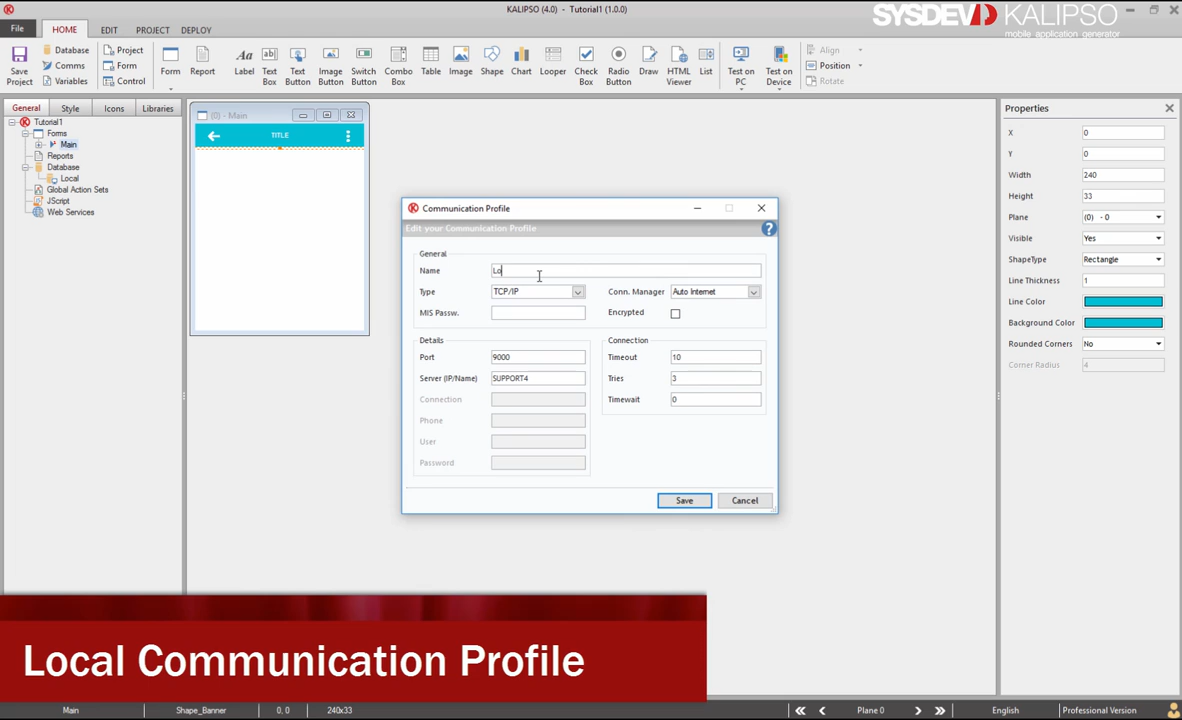 KALIPSO (4.0) - Tutorial1 (1.0.0)
SYSDEV KALIPSO
mobile application generator
File HOME EDIT PROJECT DEPLOY
Save Project
Database
Comms
Variables
Project
Form
Control
Form
Report
Label
Text Box
Text Button
Image Button
Switch Button
Combo Box
Table
Image
Shape
Chart
Looper
Check Box
Radio Button
Draw
HTML Viewer
List
Test on PC
Test on Device
Align
Position
Rotate
General Style Icons Libraries
Tutorial1
Forms
Main
Reports
Database
Local
Global Action Sets
JScript
Web Services
(0) - Main
TITLE
Communication Profile
Edit your Communication Profile
General
Name Lo
Type TCP/IP Conn. Manager Auto Internet
MIS Passw. Encrypted
Details
Port 9000
Server (IP/Name) SUPPORT4
Connection
Phone
User
Password
Connection
Timeout 10
Tries 3
Timewait 0
Save Cancel
Properties
X 0
Y 0
Width 240
Height 33
Plane (0) - 0
Visible Yes
ShapeType Rectangle
Line Thickness 1
Line Color
Background Color
Rounded Corners No
Corner Radius 4
Local Communication Profile
Main Shape_Banner 0, 0 240x33 Plane 0 English Professional Version